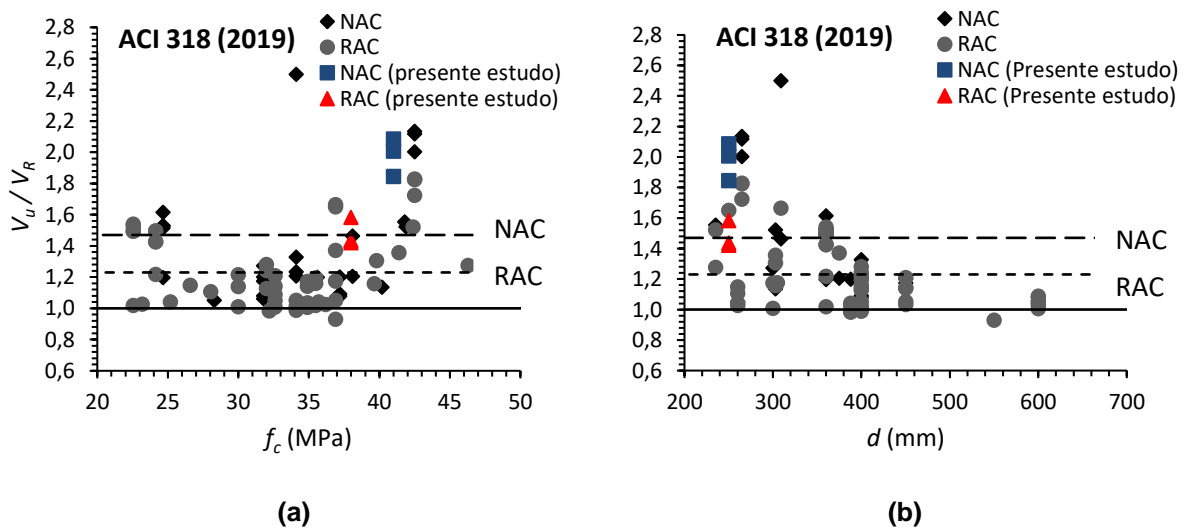 ACI 318 (2019)
NAC
RAC
NAC (presente estudo)
RAC (presente estudo)
2,8
2,6
2,4
2,2
2,0
1,8
1,6
1,4
1,2
1,0
0,8
0,6
Vu / VR
NAC
RAC
20 25 30 35 40 45 50
fc (MPa)
(a)
ACI 318 (2019)
NAC
RAC
NAC (Presente estudo)
RAC (Presente estudo)
2,8
2,6
2,4
2,2
2,0
1,8
1,6
1,4
1,2
1,0
0,8
0,6
NAC
RAC
200 300 400 500 600 700
d (mm)
(b)